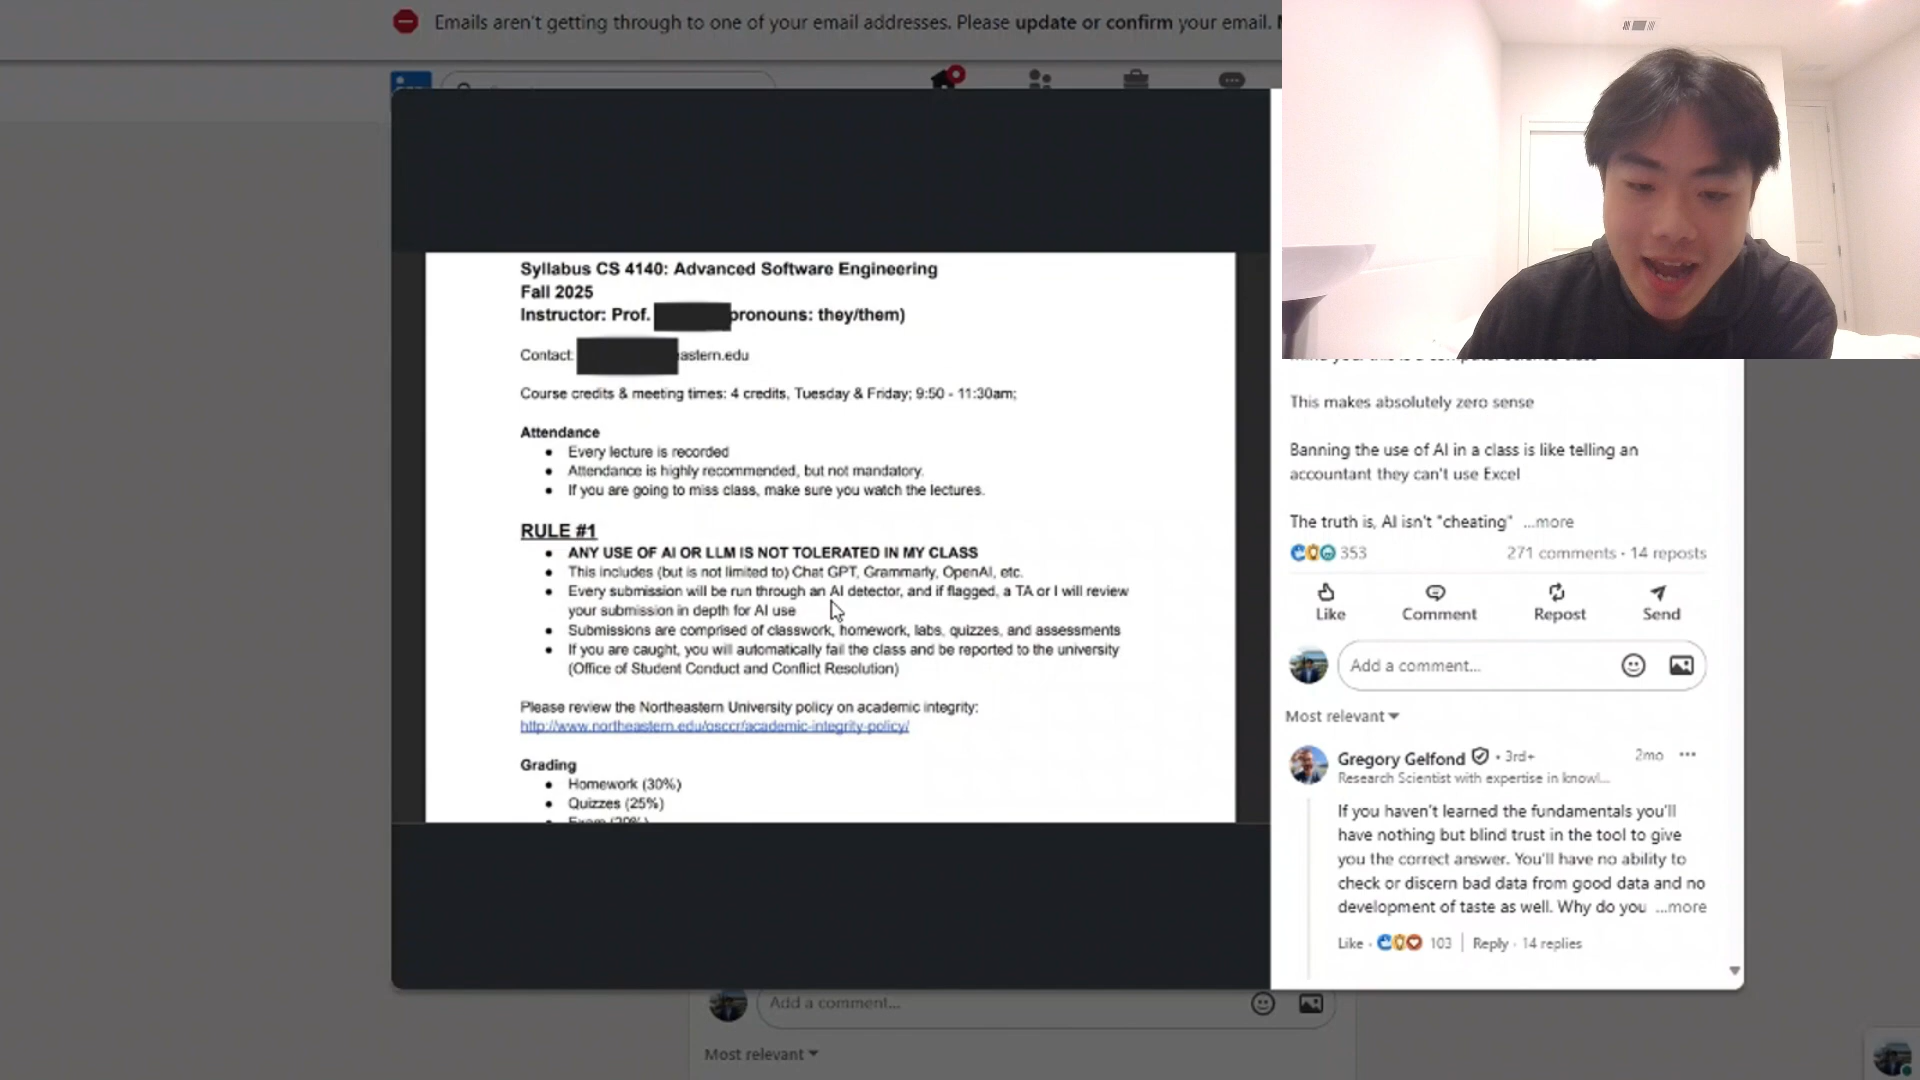 Emails aren't getting through to one of your email addresses. Please update or confirm your email.
Syllabus CS 4140: Advanced Software Engineering
Fall 2025
Instructor: Prof. pronouns: they/them)
Contact: astern.edu
Course credits & meeting times: 4 credits, Tuesday & Friday; 9:50 - 11:30am;
Attendance
• Every lecture is recorded
• Attendance is highly recommended, but not mandatory.
• If you are going to miss class, make sure you watch the lectures.
RULE #1
• ANY USE OF AI OR LLM IS NOT TOLERATED IN MY CLASS
• This includes (but is not limited to) Chat GPT, Grammarly, OpenAI, etc.
• Every submission will be run through an AI detector, and if flagged, a TA or I will review
your submission in depth for AI use
• Submissions are comprised of classwork, homework, labs, quizzes, and assessments
• If you are caught, you will automatically fail the class and be reported to the university
(Office of Student Conduct and Conflict Resolution)
Please review the Northeastern University policy on academic integrity:
http://www.northeastern.edu/osccr/academic-integrity-policy/
Grading
• Homework (30%)
• Quizzes (25%)
• Exam (20%)
This makes absolutely zero sense
Banning the use of AI in a class is like telling an
accountant they can't use Excel
The truth is, AI isn't "cheating" ...more
353 271 comments · 14 reposts
Like Comment Repost Send
Add a comment...
Most relevant
Gregory Gelfond • 3rd+ 2mo
Research Scientist with expertise in knowl...
If you haven't learned the fundamentals you'll
have nothing but blind trust in the tool to give
you the correct answer. You'll have no ability to
check or discern bad data from good data and no
development of taste as well. Why do you ...more
Like · 103 | Reply · 14 replies
Add a comment...
Most relevant